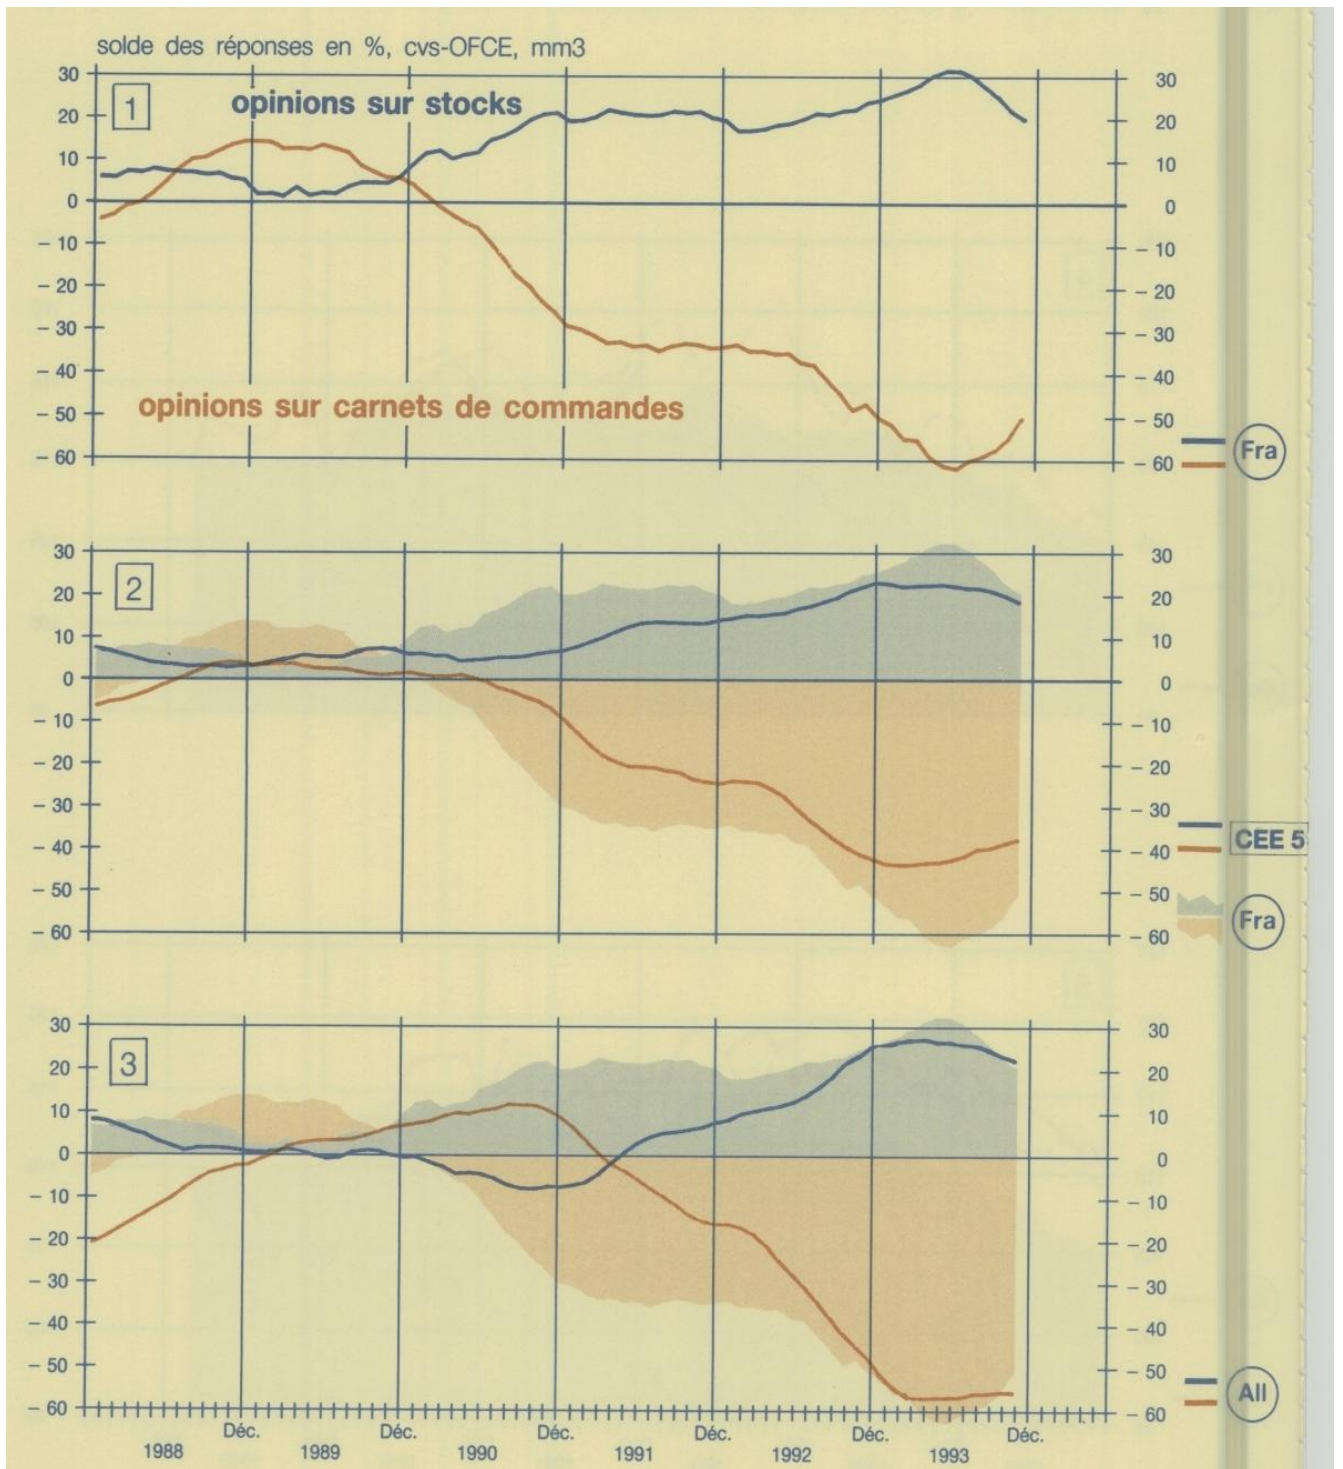 solde des réponses en %, cvs-OFCE, mm3
30 30
1 opinions sur stocks
20 20
10 10
0 0
– 10 – 10
– 20 – 20
– 30 – 30
– 40 – 40
opinions sur carnets de commandes
– 50 – 50
– 60 – 60
Fra
30 30
2
20 20
10 10
0 0
– 10 – 10
– 20 – 20
– 30 – 30
– 40 – 40
CEE 5
– 50 – 50
– 60 – 60
Fra
30 30
3
20 20
10 10
0 0
– 10 – 10
– 20 – 20
– 30 – 30
– 40 – 40
– 50 – 50
– 60 – 60
All
Déc. Déc. Déc. Déc. Déc. Déc.
1988 1989 1990 1991 1992 1993